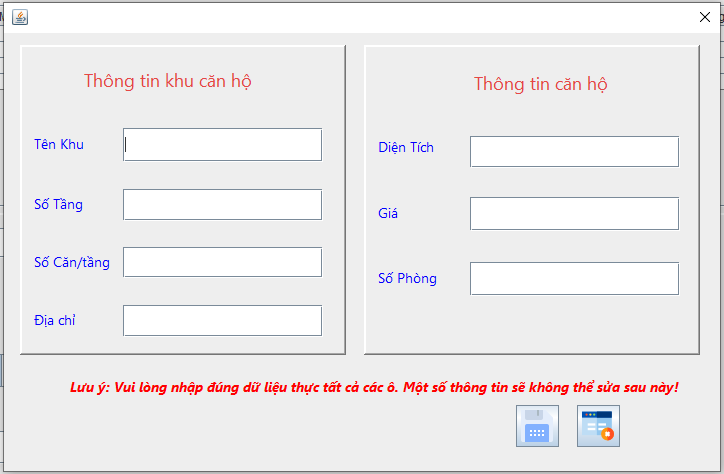 Thông tin khu căn hộ
Tên Khu
Số Tầng
Số Căn/tầng
Địa chỉ
Thông tin căn hộ
Diện Tích
Giá
Số Phòng
Lưu ý: Vui lòng nhập đúng dữ liệu thực tất cả các ô. Một số thông tin sẽ không thể sửa sau này!